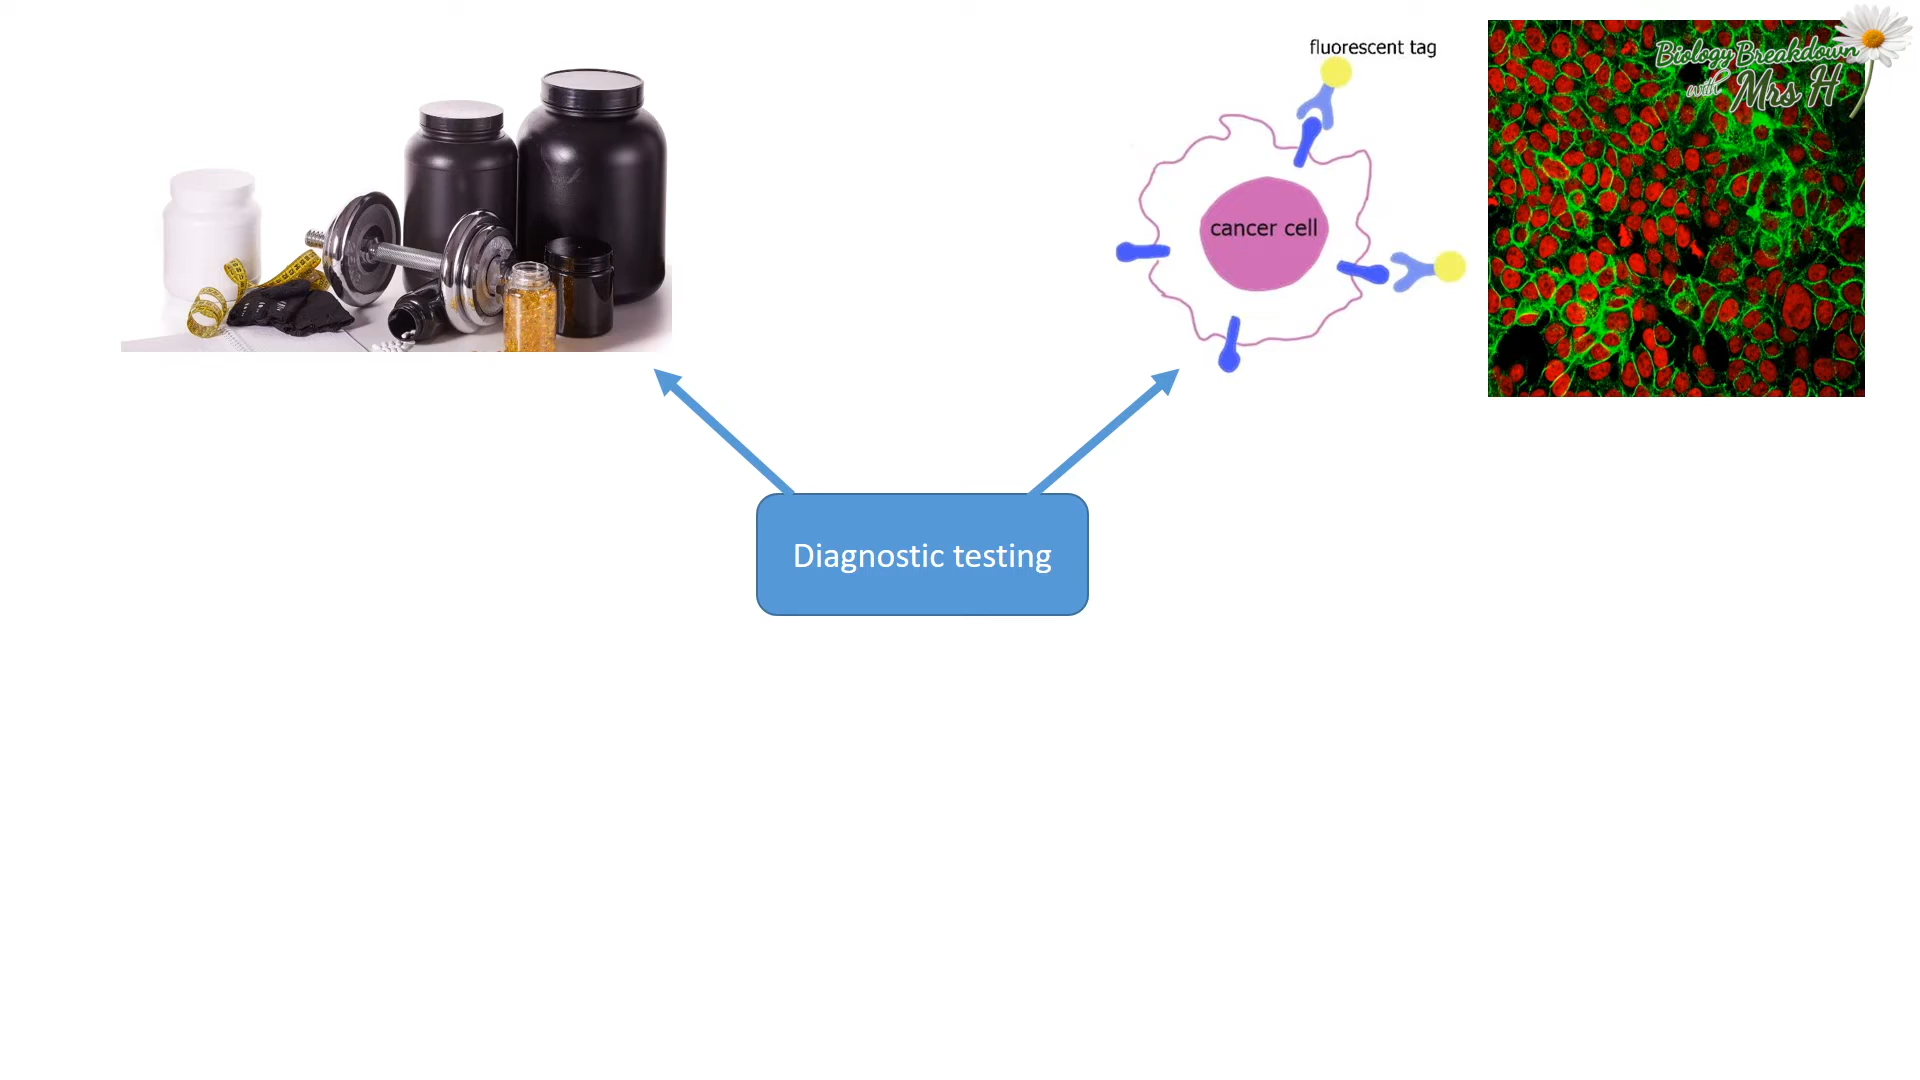 fluorescent tag
Biology Breakdown
with Mrs H
cancer cell
Diagnostic testing